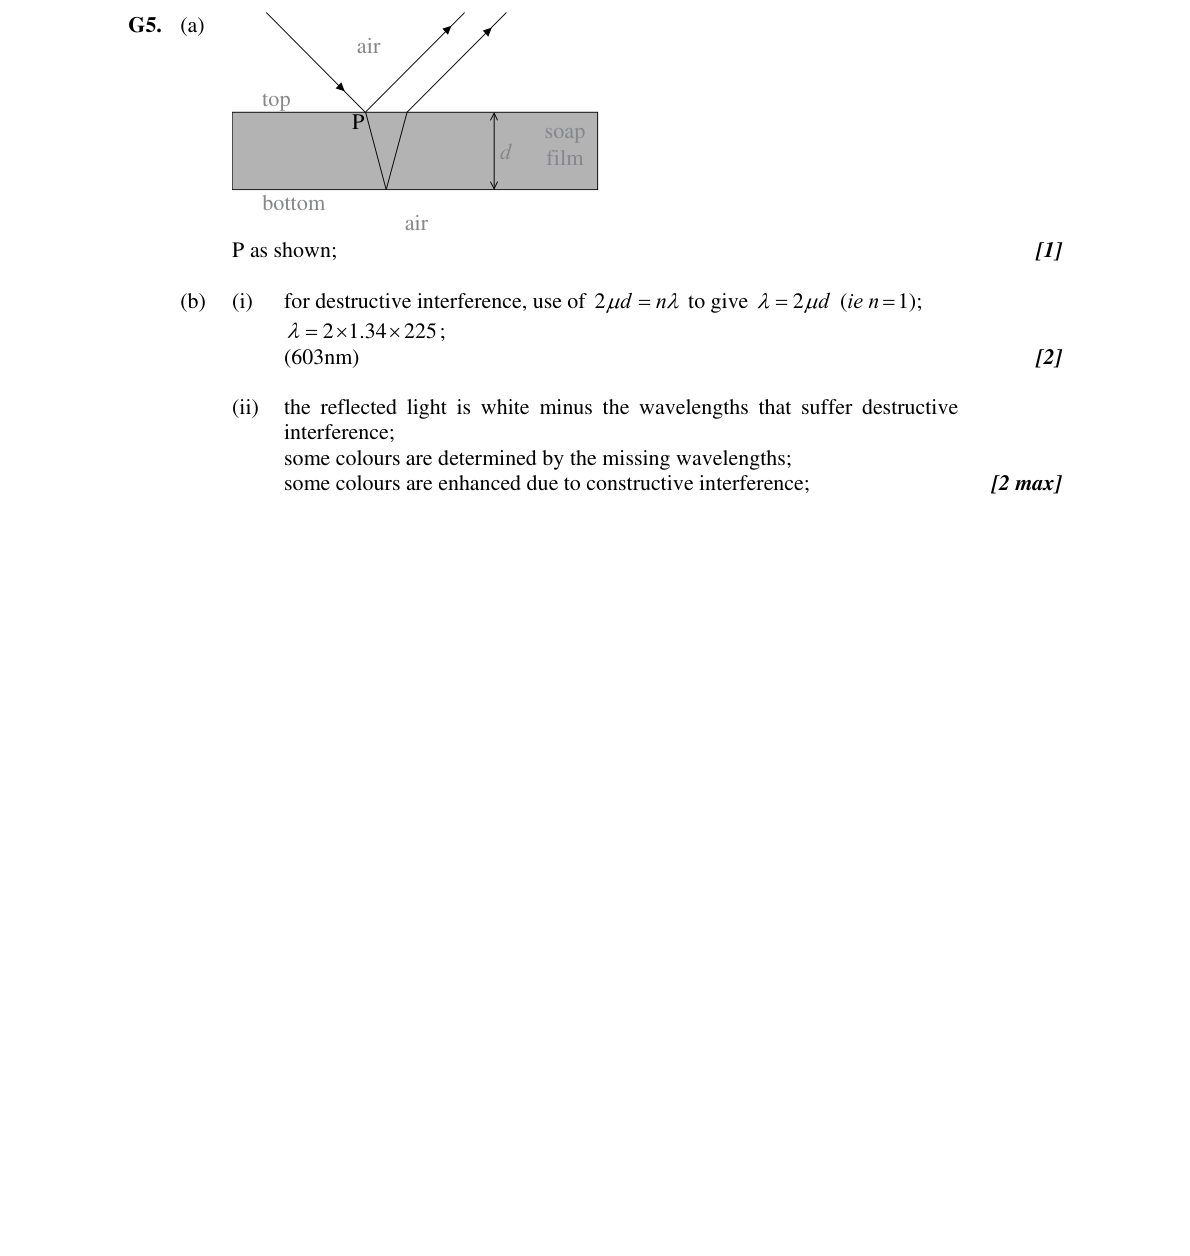 G5. (a)
air
top
P
soap
d
film
bottom
air
P as shown; [1]
(b) (i) for destructive interference, use of 2μd = nλ to give λ = 2μd (ie n = 1);
λ = 2×1.34×225;
(603nm) [2]
(ii) the reflected light is white minus the wavelengths that suffer destructive
interference;
some colours are determined by the missing wavelengths;
some colours are enhanced due to constructive interference; [2 max]